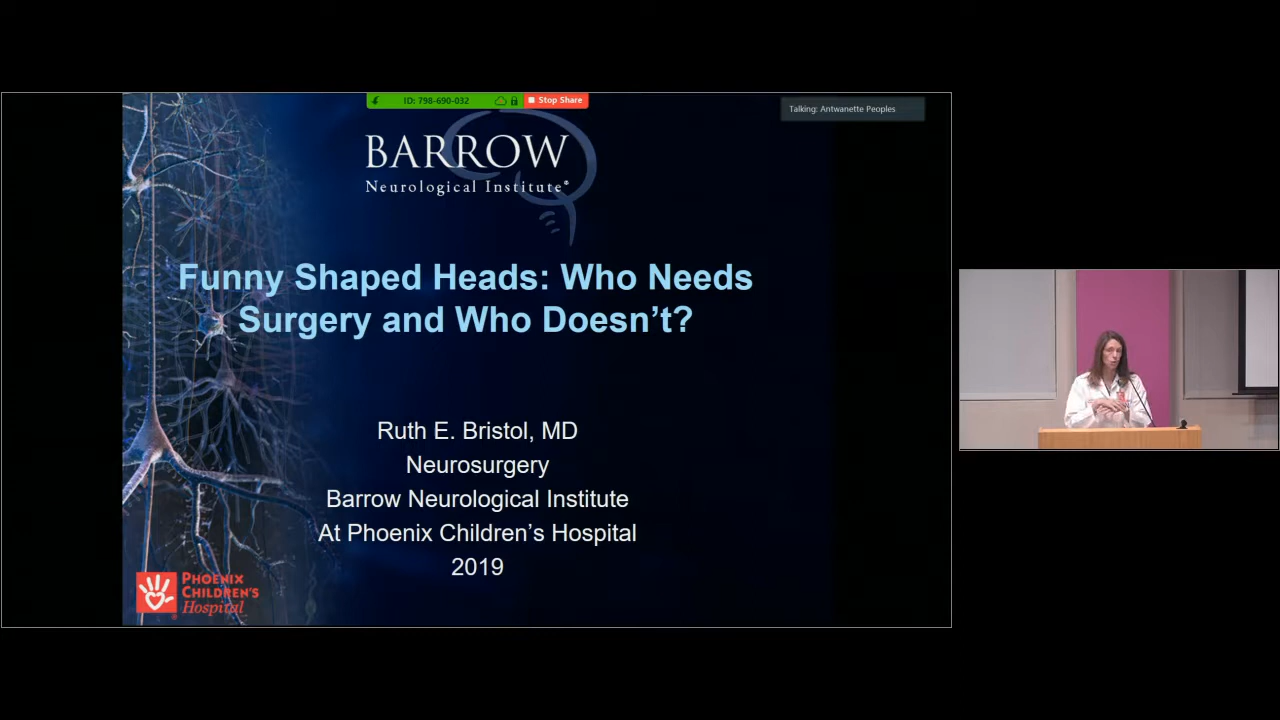 ID: 798-690-032
Stop Share
Talking: Antwanette Peoples
BARROW
Neurological Institute®
Funny Shaped Heads: Who Needs
Surgery and Who Doesn't?
Ruth E. Bristol, MD
Neurosurgery
Barrow Neurological Institute
At Phoenix Children's Hospital
2019
PHOENIX
CHILDREN'S
Hospital